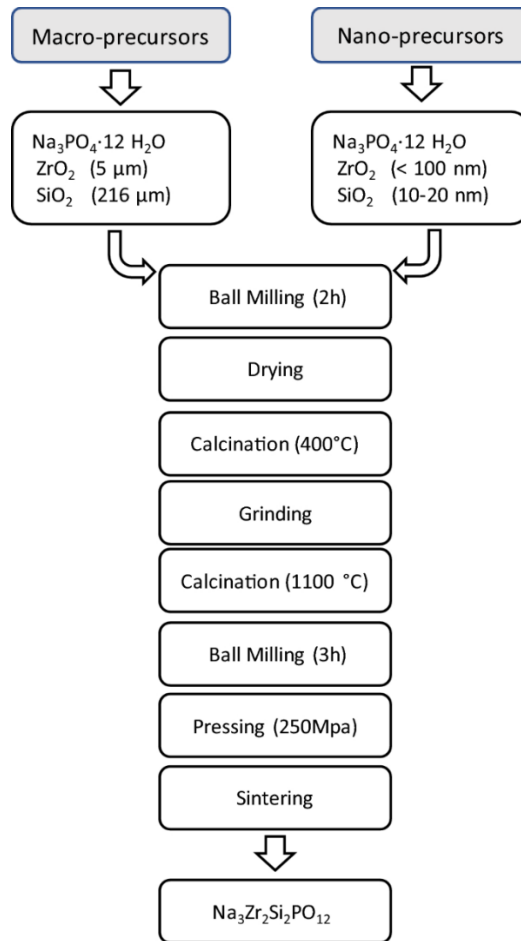 Macro-precursors
Nano-precursors
Na₃PO₄·12 H₂O
ZrO₂ (5 µm)
SiO₂ (216 µm)
Na₃PO₄·12 H₂O
ZrO₂ (< 100 nm)
SiO₂ (10-20 nm)
Ball Milling (2h)
Drying
Calcination (400°C)
Grinding
Calcination (1100 °C)
Ball Milling (3h)
Pressing (250Mpa)
Sintering
Na₃Zr₂Si₂PO₁₂